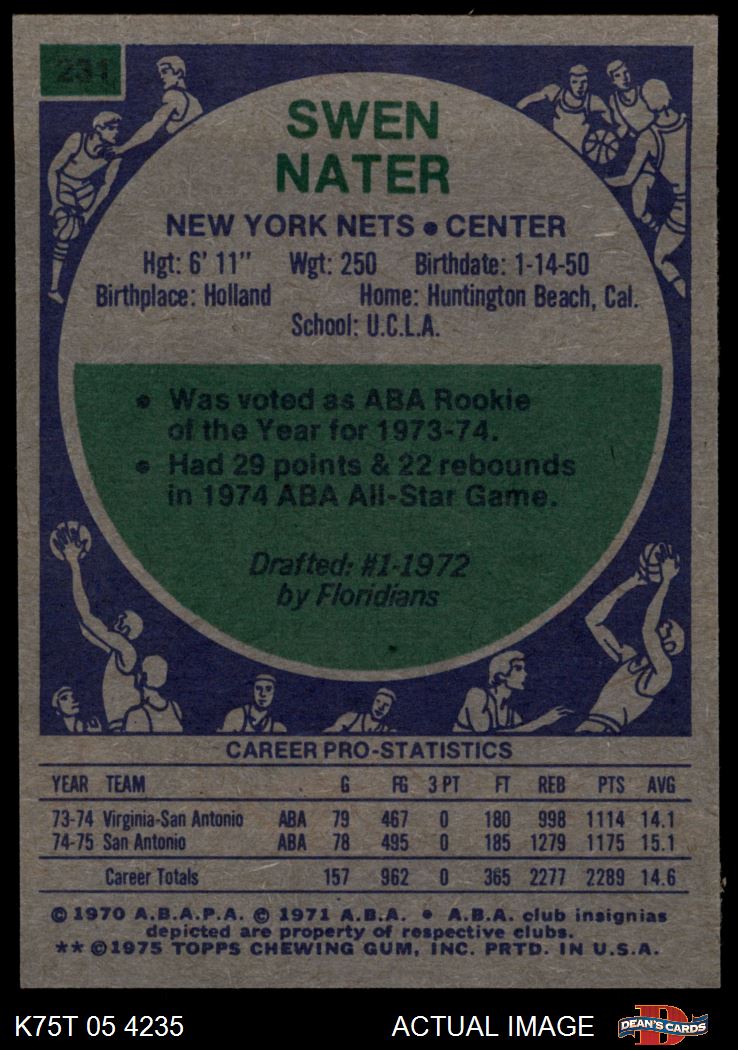 231
SWEN
NATER
NEW YORK NETS • CENTER
Hgt: 6' 11" Wgt: 250 Birthdate: 1-14-50
Birthplace: Holland Home: Huntington Beach, Cal.
School: U.C.L.A.
• Was voted as ABA Rookie
of the Year for 1973-74.
• Had 29 points & 22 rebounds
in 1974 ABA All-Star Game.
Drafted: #1-1972
by Floridians
CAREER PRO-STATISTICS
YEAR TEAM G FG 3 PT FT REB PTS AVG
73-74 Virginia-San Antonio ABA 79 467 0 180 998 1114 14.1
74-75 San Antonio ABA 78 495 0 185 1279 1175 15.1
Career Totals 157 962 0 365 2277 2289 14.6
© 1970 A.B.A.P.A. © 1971 A.B.A. • A.B.A. club insignias
depicted are property of respective clubs.
** ©1975 TOPPS CHEWING GUM, INC. PRTD. IN U.S.A.
K75T 05 4235 ACTUAL IMAGE D DEAN'S CARDS